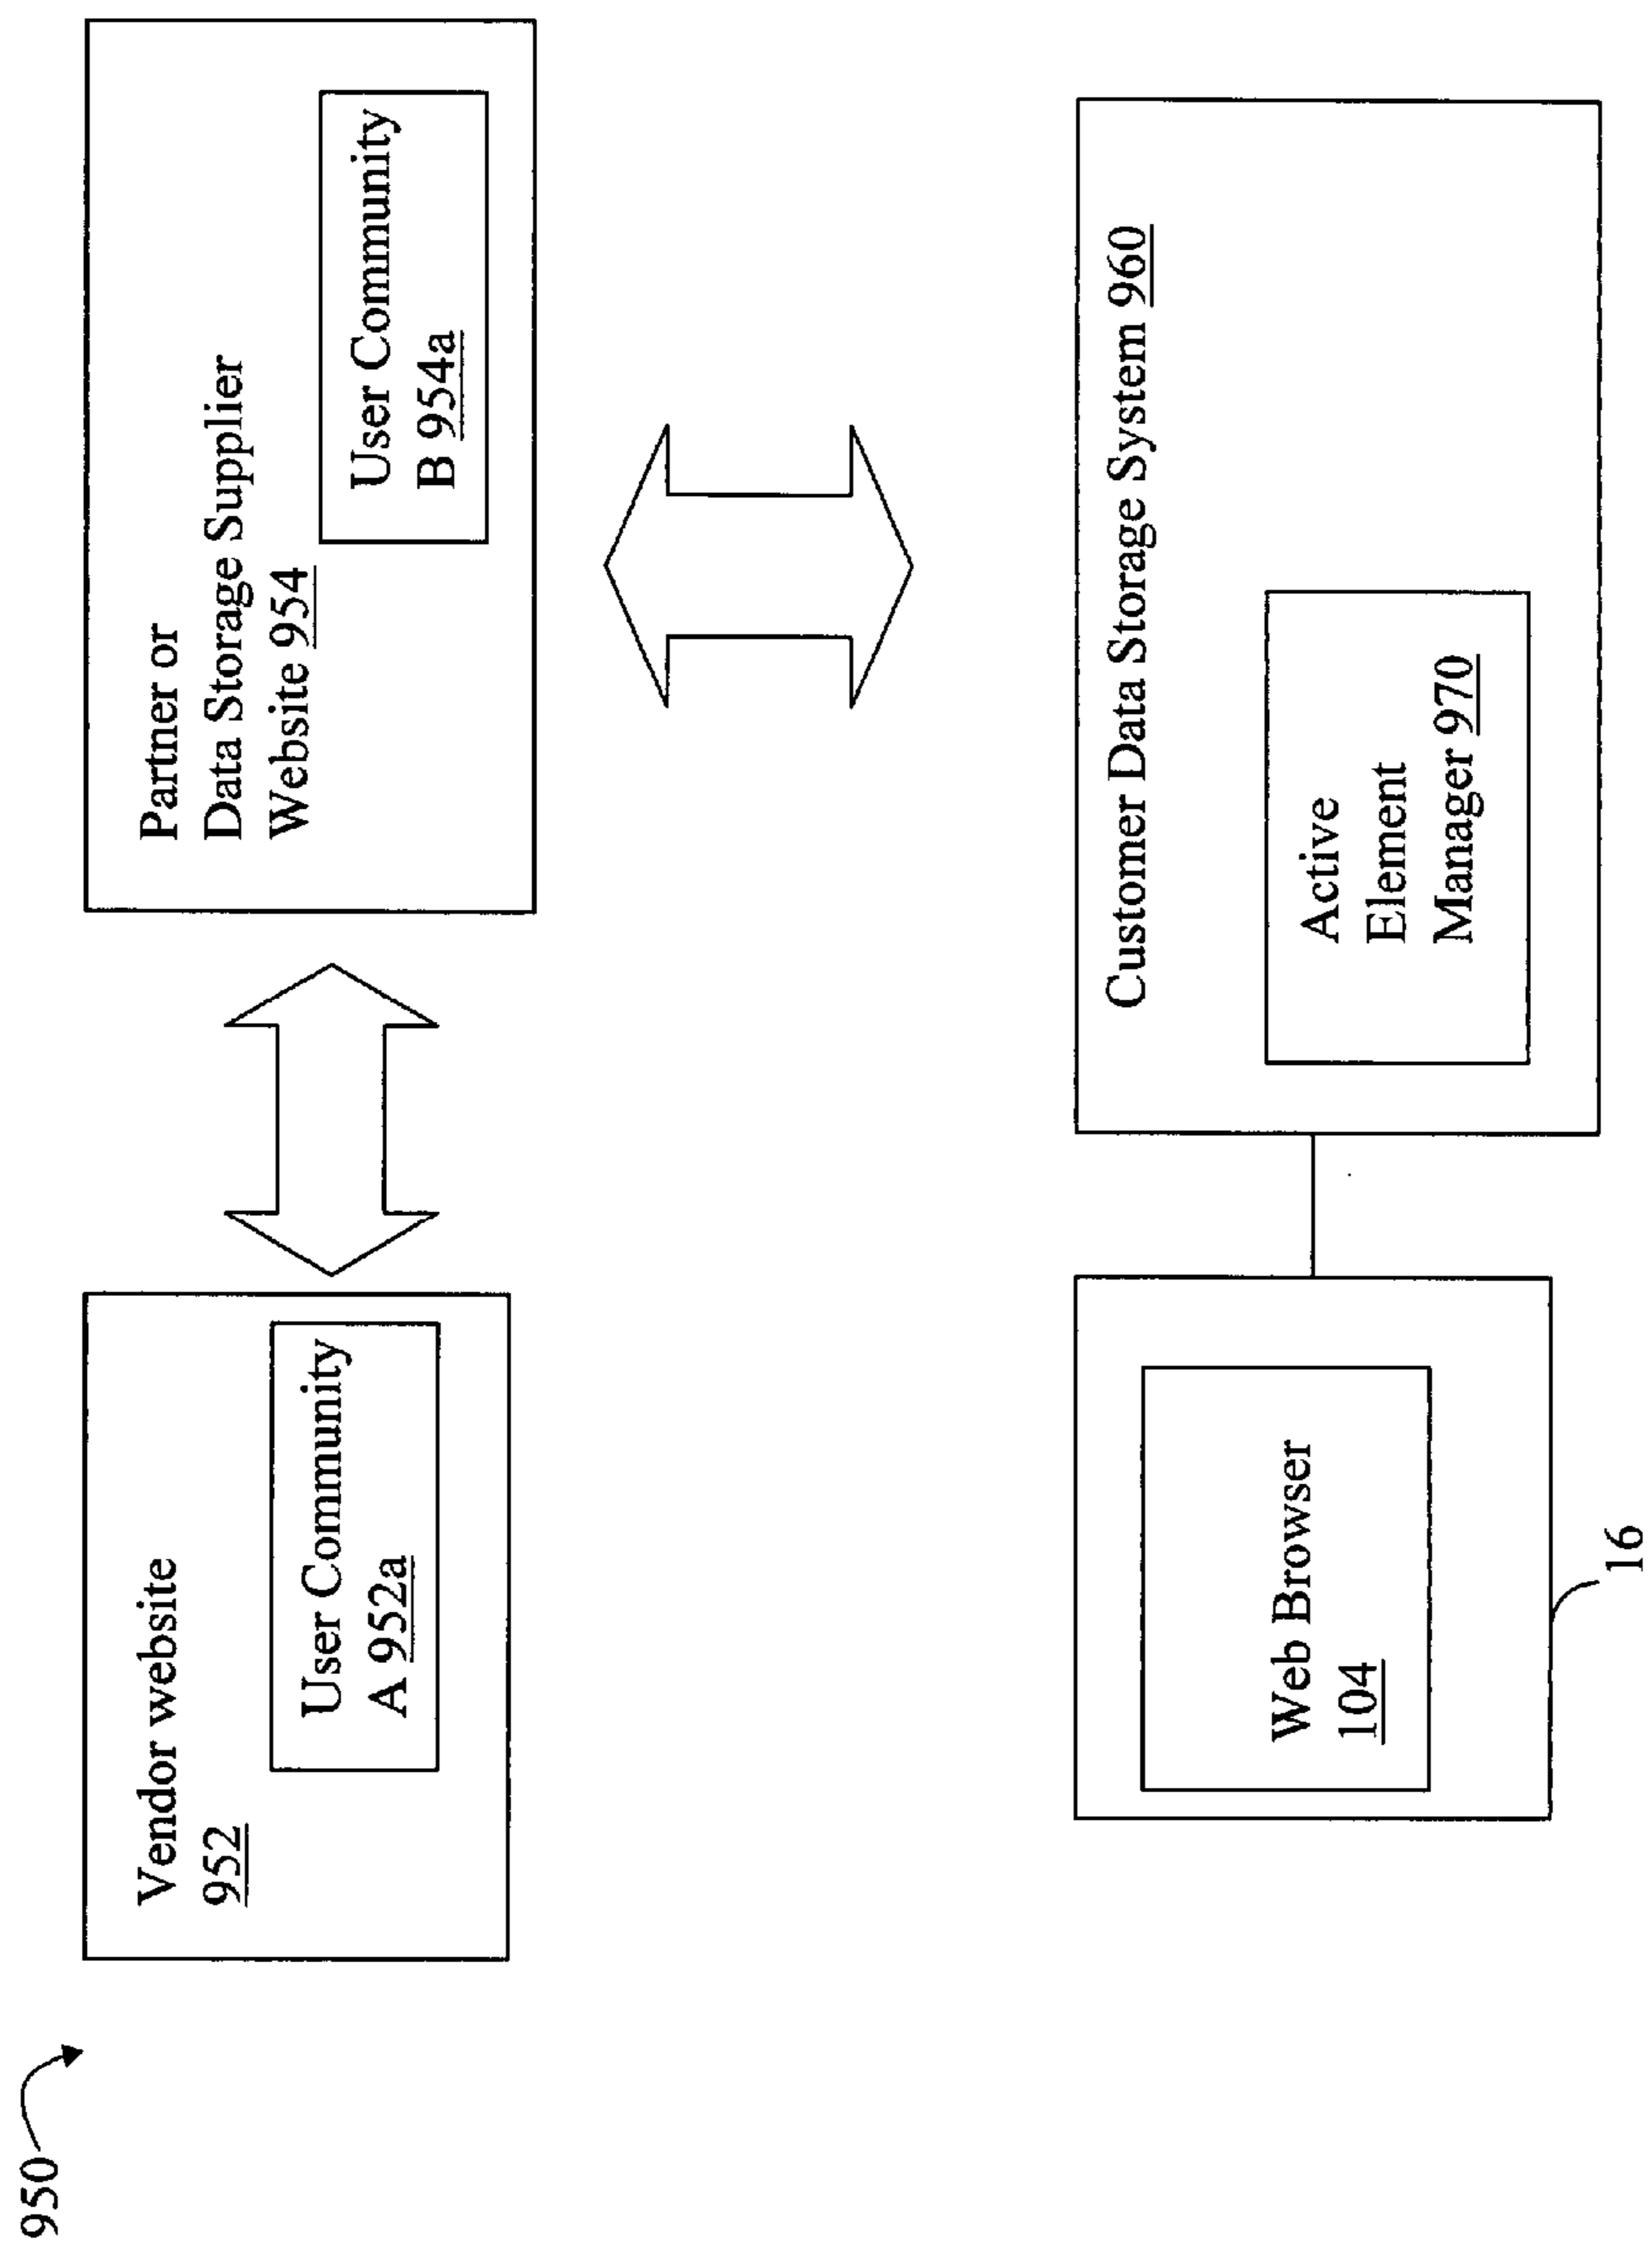 950
Vendor website
952
User Community
A 952a
Partner or
Data Storage Supplier
Website 954
User Community
B 954a
Web Browser
104
16
Customer Data Storage System 960
Active
Element
Manager 970